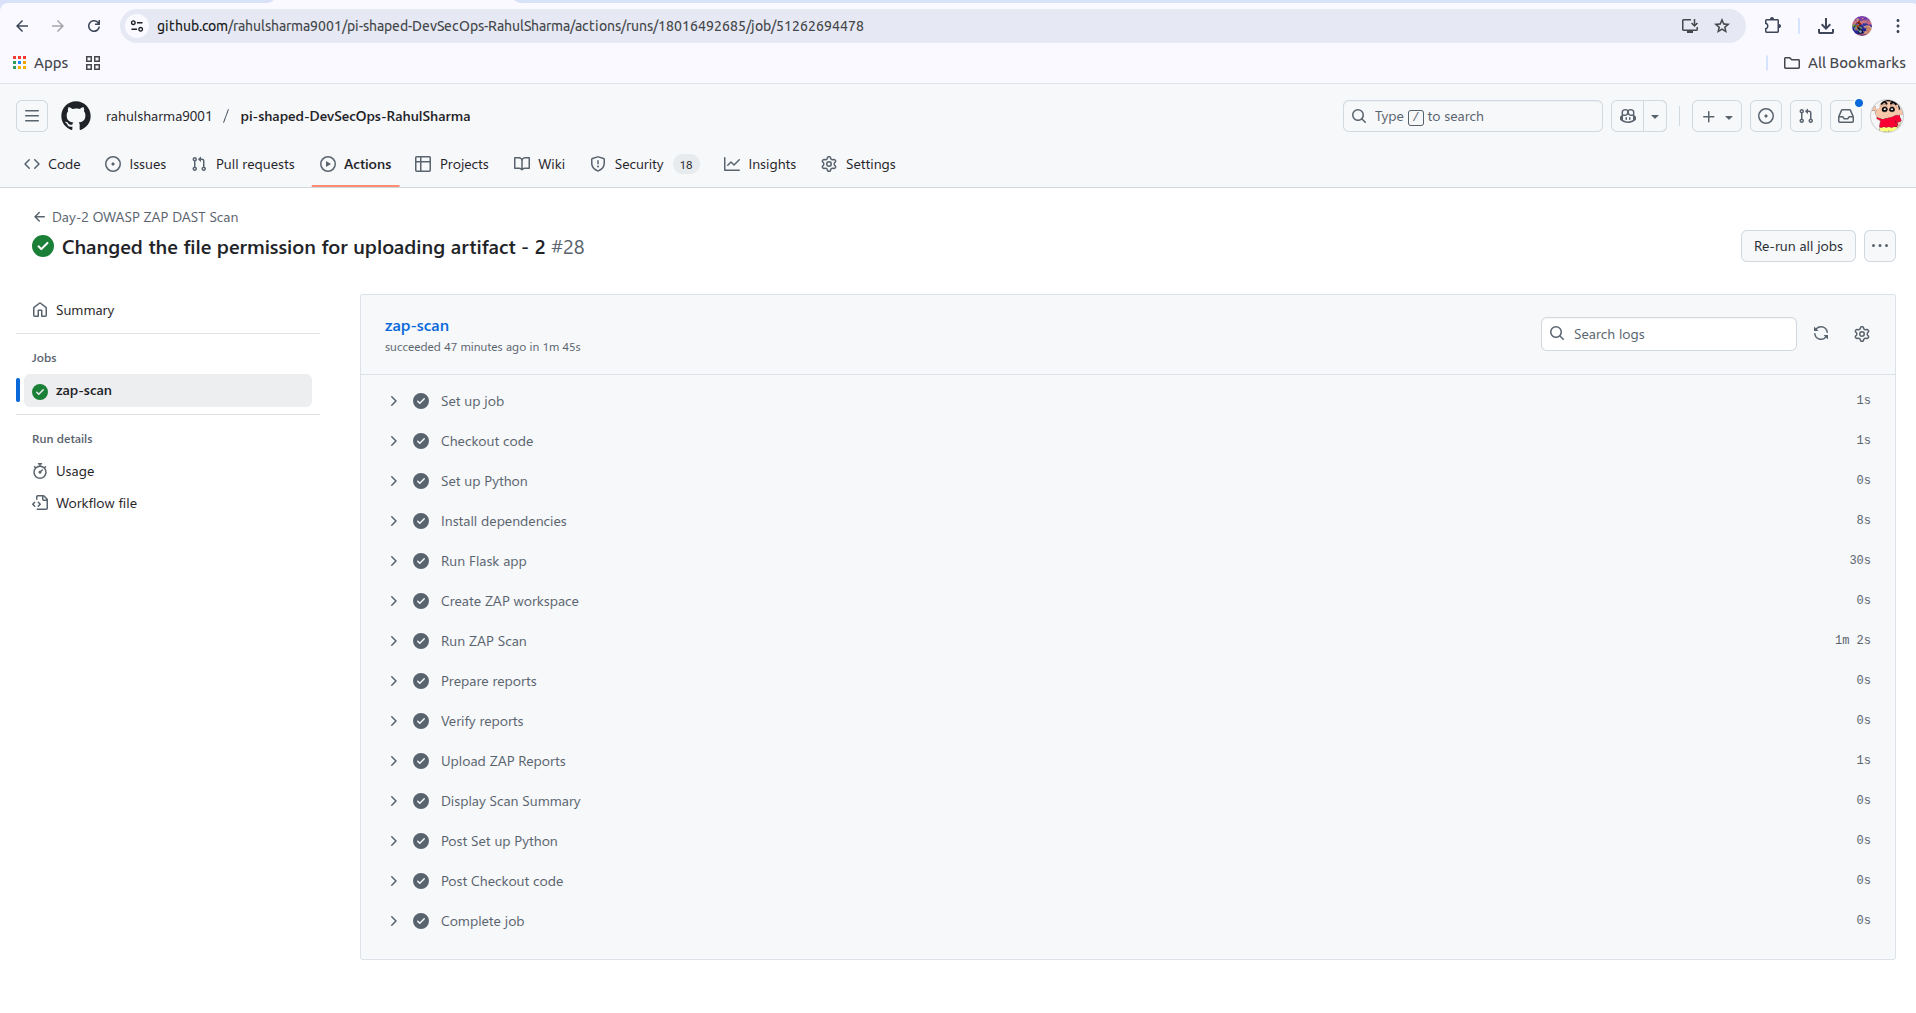 github.com/rahulsharma9001/pi-shaped-DevSecOps-RahulSharma/actions/runs/18016492685/job/51262694478
Apps
All Bookmarks
rahulsharma9001 / pi-shaped-DevSecOps-RahulSharma
Type / to search
Code
Issues
Pull requests
Actions
Projects
Wiki
Security 18
Insights
Settings
Day-2 OWASP ZAP DAST Scan
Changed the file permission for uploading artifact - 2 #28
Re-run all jobs
Summary
Jobs
zap-scan
Run details
Usage
Workflow file
zap-scan
succeeded 47 minutes ago in 1m 45s
Search logs
Set up job 1s
Checkout code 1s
Set up Python 0s
Install dependencies 8s
Run Flask app 30s
Create ZAP workspace 0s
Run ZAP Scan 1m 2s
Prepare reports 0s
Verify reports 0s
Upload ZAP Reports 1s
Display Scan Summary 0s
Post Set up Python 0s
Post Checkout code 0s
Complete job 0s